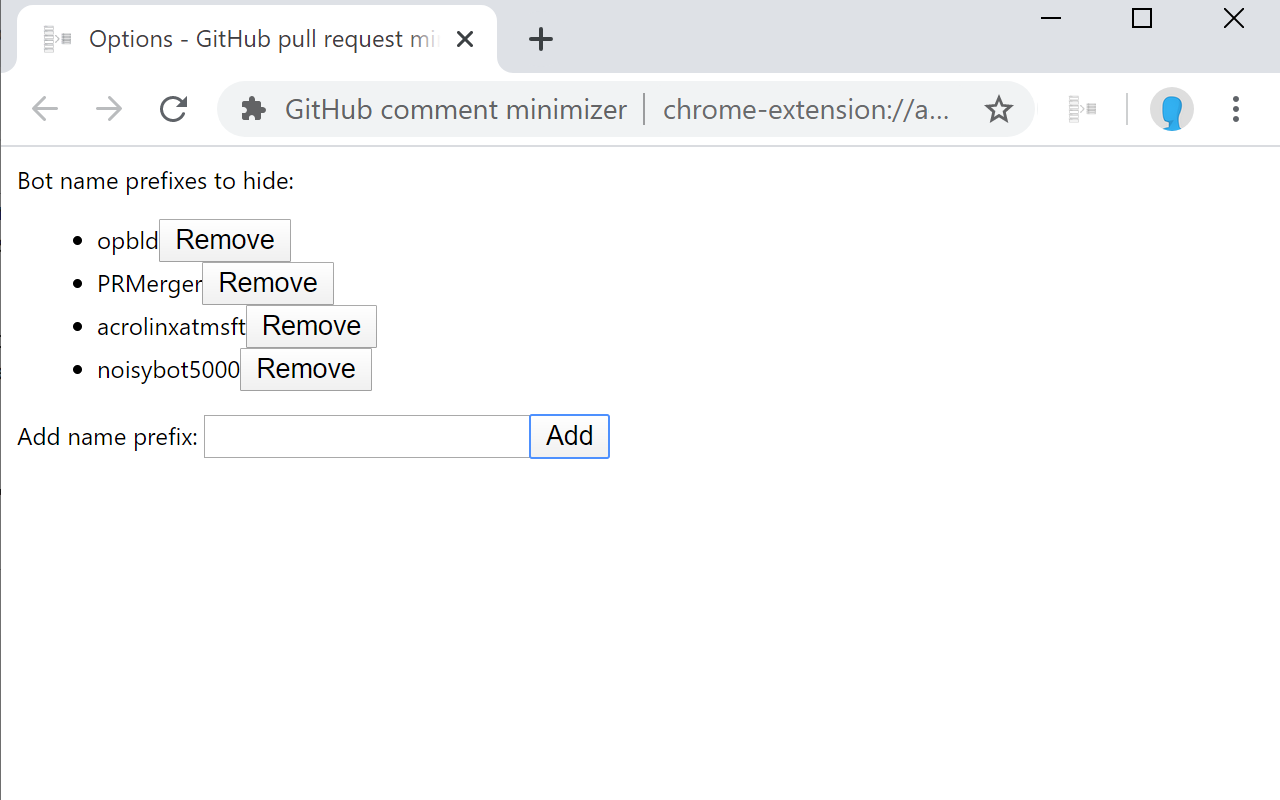 Options - GitHub pull request mi
GitHub comment minimizer | chrome-extension://a...
Bot name prefixes to hide:
opbld Remove
PRMerger Remove
acrolinxatmsft Remove
noisybot5000 Remove
Add name prefix: Add